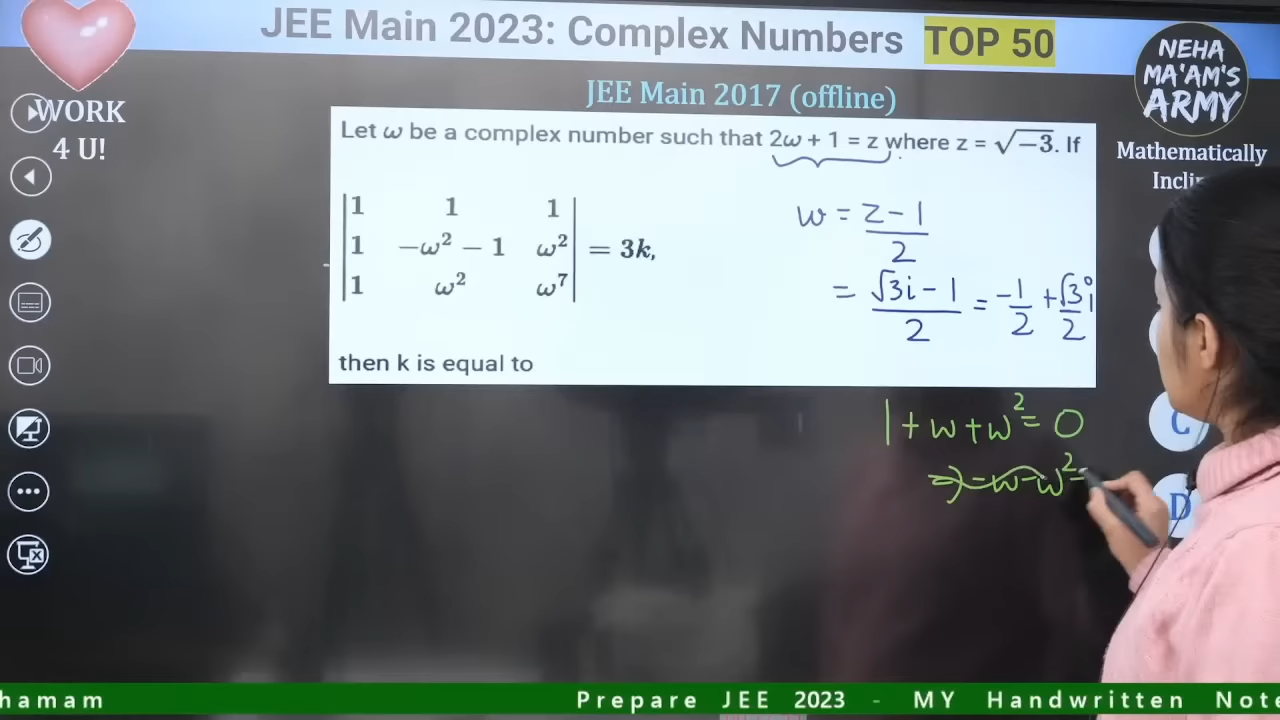 JEE Main 2023: Complex Numbers TOP 50
NEHA
MA'AM'S
ARMY
WORK
4 U!
JEE Main 2017 (offline)
Mathematically
Let ω be a complex number such that 2ω + 1 = z where z = √−3. If
|1 1 1|
|1 −ω² − 1 ω²| = 3k,
|1 ω² ω⁷|
then k is equal to
w = z-1/2
= √3i - 1/2 = -1/2 + √3i/2
1 + w + w² = 0
⇒ -w-w² =
C
D
hamam
Prepare JEE 2023 - MY Handwritten Note